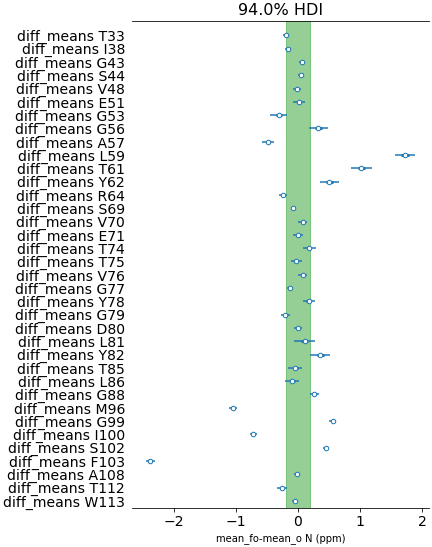 94.0% HDI
diff_means T33
diff_means I38
diff_means G43
diff_means S44
diff_means V48
diff_means E51
diff_means G53
diff_means G56
diff_means A57
diff_means L59
diff_means T61
diff_means Y62
diff_means R64
diff_means S69
diff_means V70
diff_means E71
diff_means T74
diff_means T75
diff_means V76
diff_means G77
diff_means Y78
diff_means G79
diff_means D80
diff_means L81
diff_means Y82
diff_means T85
diff_means L86
diff_means G88
diff_means M96
diff_means G99
diff_means I100
diff_means S102
diff_means F103
diff_means A108
diff_means T112
diff_means W113
−2 −1 0 1 2
mean_fo-mean_o N (ppm)